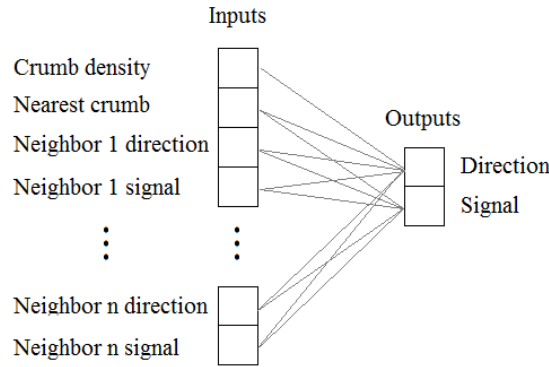 Inputs
Crumb density
Nearest crumb
Neighbor 1 direction
Neighbor 1 signal
Neighbor n direction
Neighbor n signal
Outputs
Direction
Signal